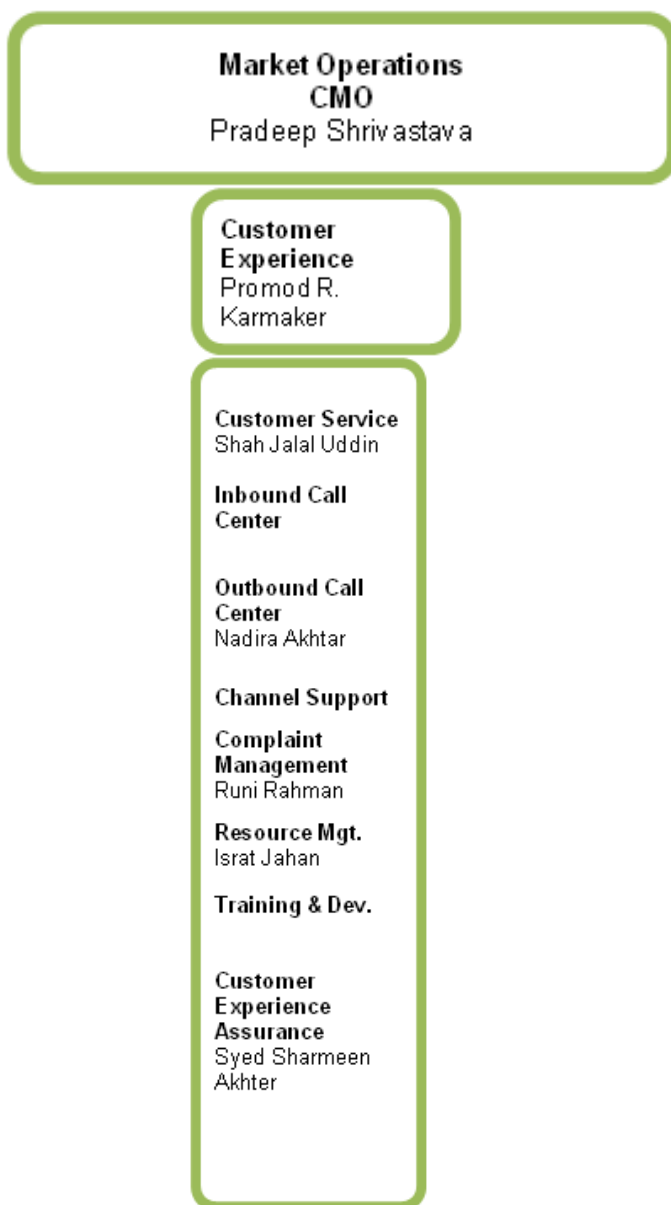 Market Operations
CMO
Pradeep Shrivastava
Customer
Experience
Promod R.
Karmaker
Customer Service
Shah Jalal Uddin
Inbound Call
Center
Outbound Call
Center
Nadira Akhtar
Channel Support
Complaint
Management
Runi Rahman
Resource Mgt.
Israt Jahan
Training & Dev.
Customer
Experience
Assurance
Syed Sharmeen
Akhter